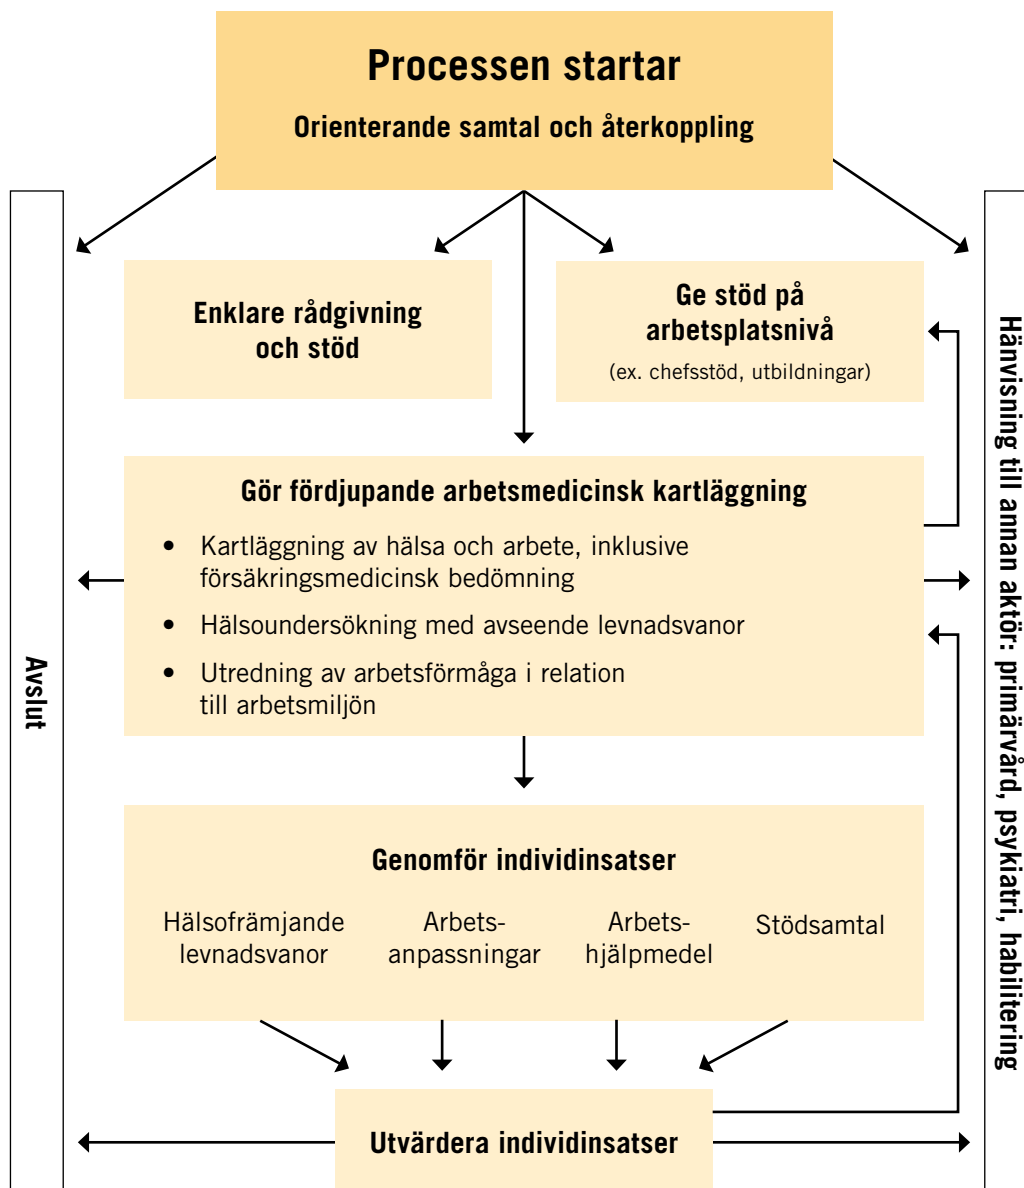 Processen startar
Orienterande samtal och återkoppling
Enklare rådgivning
och stöd
Ge stöd på
arbetsplatsnivå
(ex. chefsstöd, utbildningar)
Gör fördjupande arbetsmedicinsk kartläggning
• Kartläggning av hälsa och arbete, inklusive
försäkringsmedicinsk bedömning
• Hälsoundersökning med avseende levnadsvanor
• Utredning av arbetsförmåga i relation
till arbetsmiljön
Genomför individinsatser
Hälsofrämjande
levnadsvanor
Arbets-
anpassningar
Arbets-
hjälpmedel
Stödsamtal
Utvärdera individinsatser
Avslut
Hänvisning till annan aktör: primärvård, psykiatri, habilitering